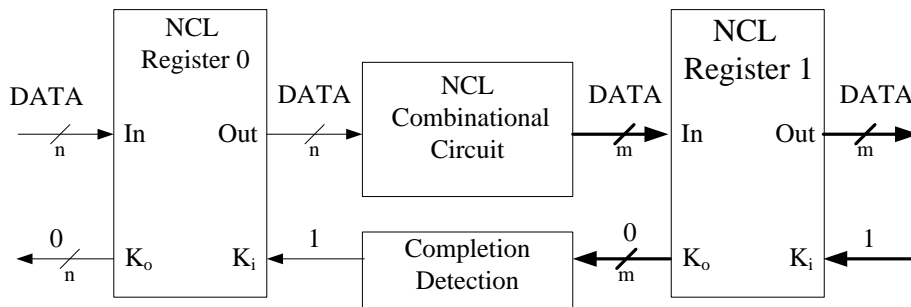 NCL
Register 0
DATA
In
n
Out
0
n
K₀
1
Kᵢ
DATA
n
NCL
Combinational
Circuit
Completion
Detection
DATA
m
0
m
NCL
Register 1
In
Out
Kₒ
Kᵢ
DATA
m
1